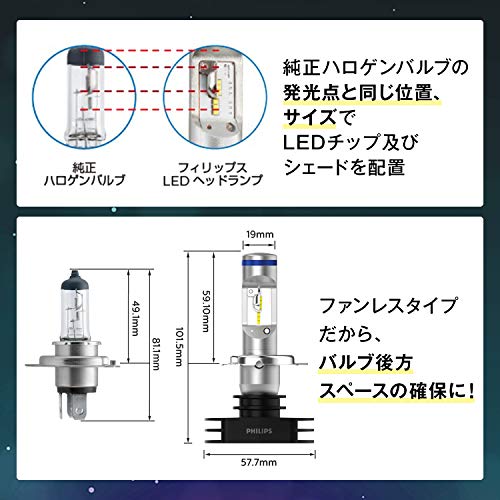 純正ハロゲンバルブの
発光点と同じ位置、
サイズで
LEDチップ及び
シェードを配置
純正
ハロゲンバルブ
フィリップス
LED ヘッドランプ
19mm
49.1mm
81.1mm
59.10mm
101.5mm
PHILIPS
57.7mm
ファンレスタイプ
だから、
バルブ後方
スペースの確保に!